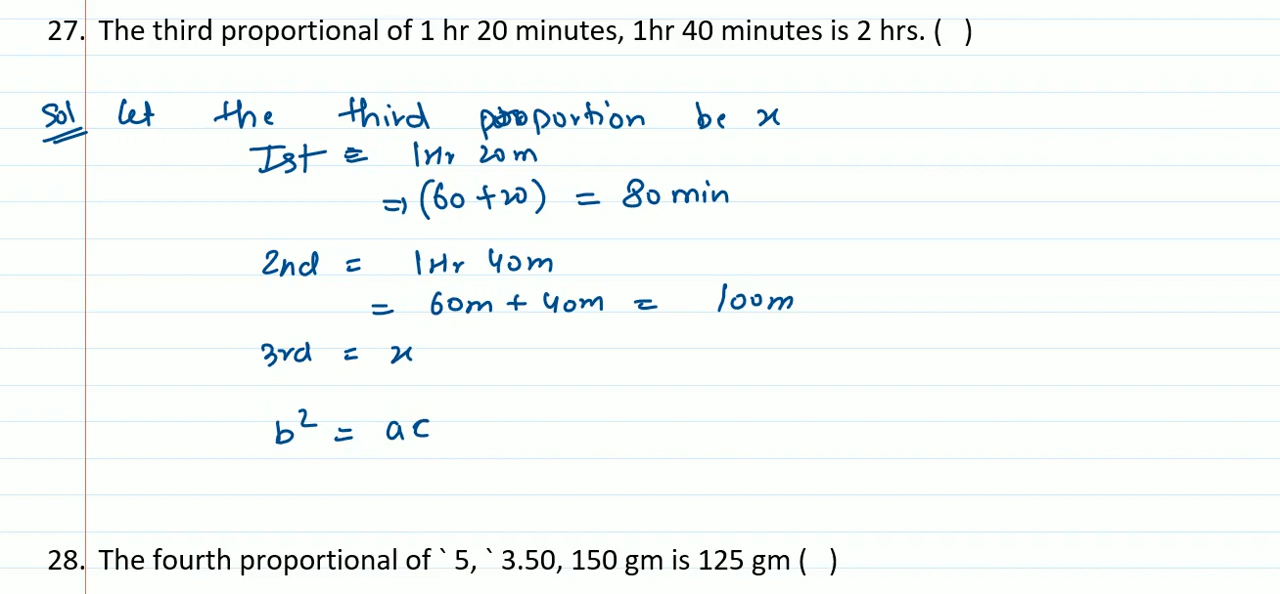 27. The third proportional of 1 hr 20 minutes, 1hr 40 minutes is 2 hrs. ( )
Sol Let the third proportion be x
Ist = 1Hr 20m
=> (60 + 20) = 80 min
2nd = 1Hr 40m
= 60m + 40m = 100m
3rd = x
b² = ac
28. The fourth proportional of ` 5, ` 3.50, 150 gm is 125 gm ( )